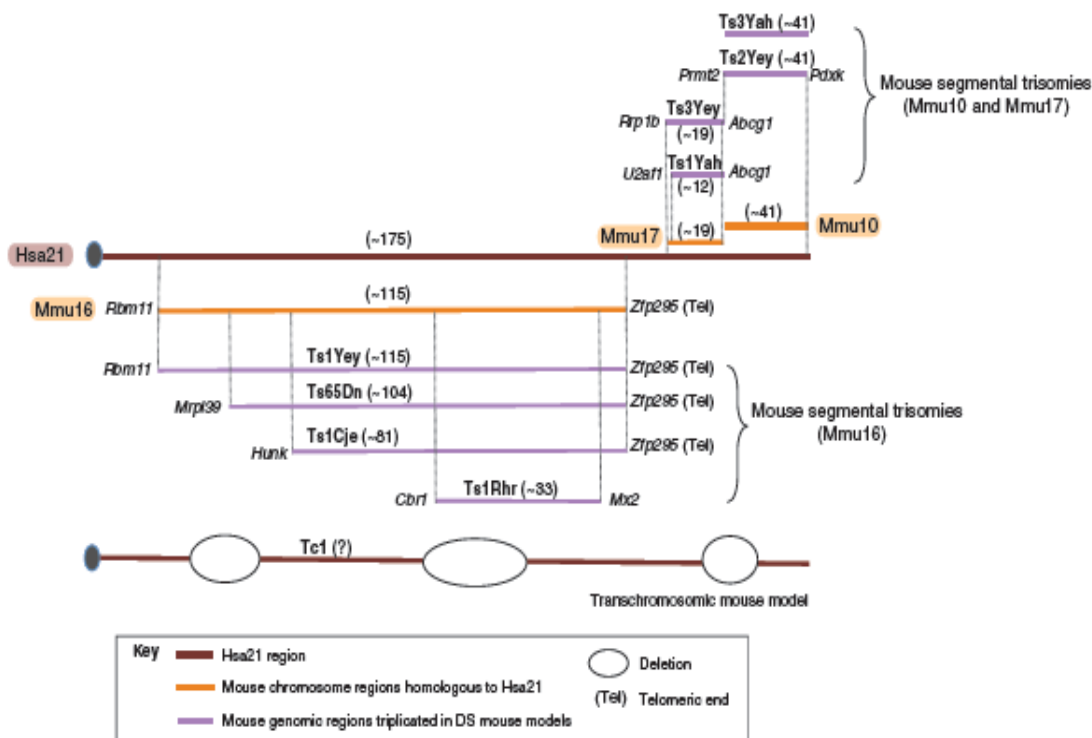 Ts3Yah (~41)
Ts2Yey (~41)
Prmt2 Pdxk
Mouse segmental trisomies
(Mmu10 and Mmu17)
Ts3Yey
Rrp1b Abcg1
(~19)
Ts1Yah
U2af1 Abcg1
(~12)
(~41)
(~175) Mmu17 (~19) Mmu10
Hsa21
(~115)
Mmu16 Rbm11 Zfp295 (Tel)
Ts1Yey (~115)
Rbm11 Zfp295 (Tel)
Ts65Dn (~104)
Mrpl39 Zfp295 (Tel)
Mouse segmental trisomies
(Mmu16)
Ts1Cje (~81)
Hunk Zfp295 (Tel)
Ts1Rhr (~33)
Cbr1 Mx2
Tc1 (?)
Transchromosomic mouse model
Key Hsa21 region
Mouse chromosome regions homologous to Hsa21
Mouse genomic regions triplicated in DS mouse models
Deletion
(Tel) Telomeric end